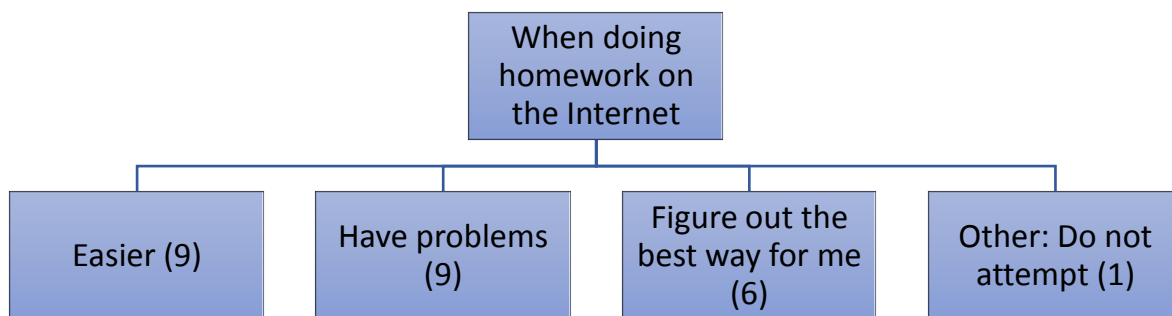 When doing
homework on
the Internet
Easier (9)
Have problems
(9)
Figure out the
best way for me
(6)
Other: Do not
attempt (1)